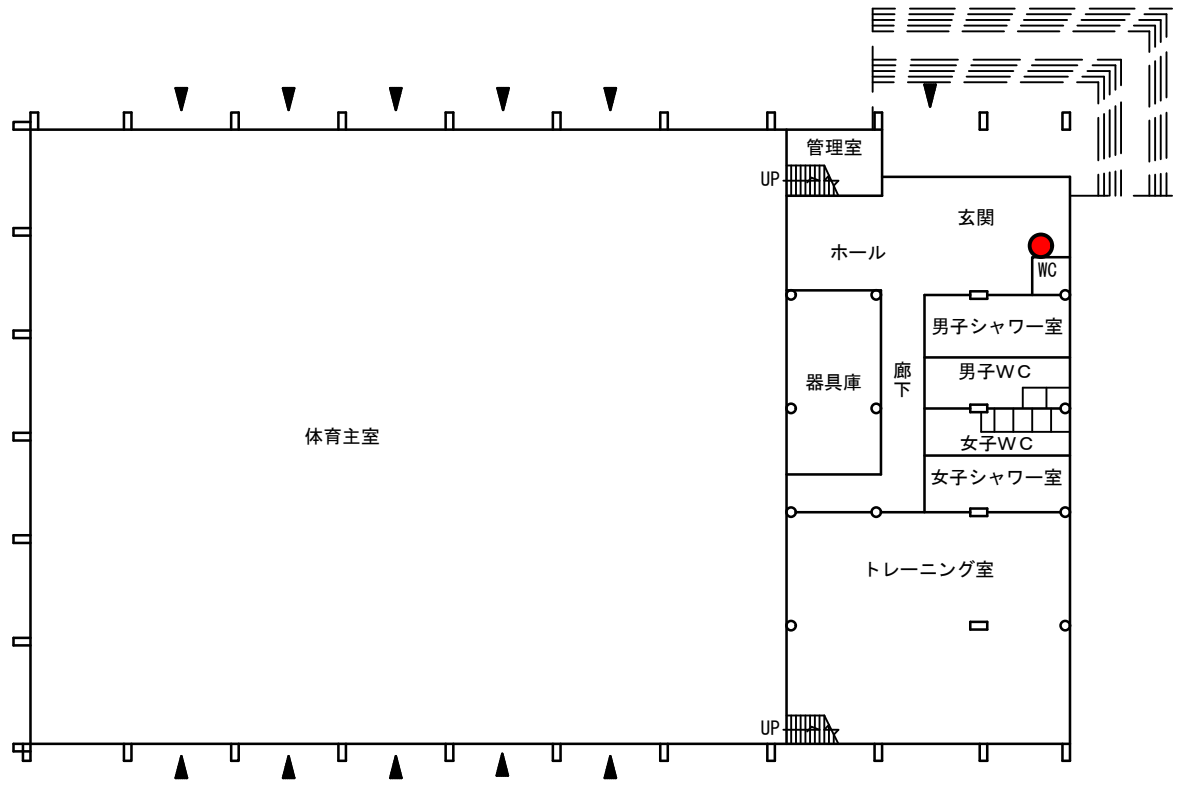 管理室
UP
玄関
ホール
WC
男子シャワー室
廊下
男子ＷＣ
器具庫
体育主室
女子ＷＣ
女子シャワー室
トレーニング室
UP